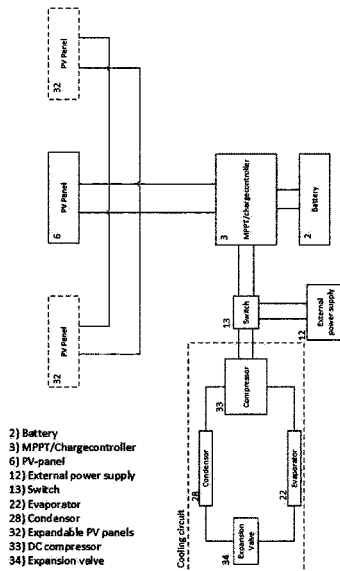 PV Panel
32
PV Panel
6
PV Panel
32
MPPT/chargecontroller
3
Battery
2
Switch
13
External
power supply
12
Compressor
33
Condensor
28
Evaporator
22
Expansion
Valve
34
Cooling circuit
2) Battery
3) MPPT/Chargecontroller
6) PV-panel
12) External power supply
13) Switch
22) Evaporator
28) Condensor
32) Expandable PV panels
33) DC compressor
34) Expansion valve